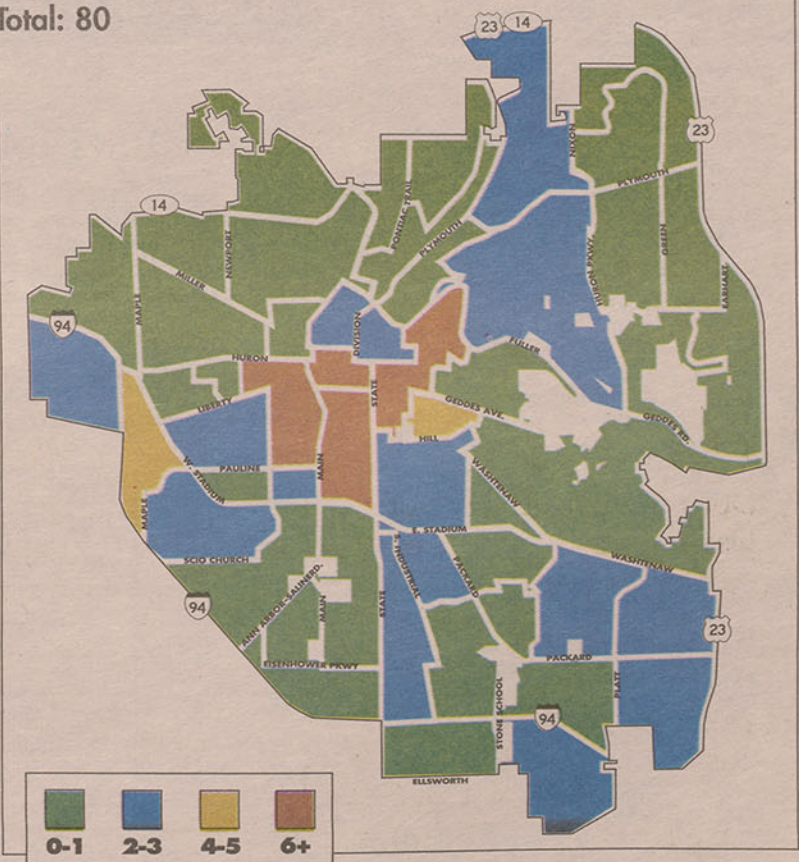 Total: 80
23
14
NIXON
23
PLYMOUTH
PONTIAC TRAIL
14
PLYMOUTH
NEWPORT
GREEN
HURON PKWY.
EARHART
MILLER
MAPLE
94
DIVISION
FULLER
HURON
STATE
LIBERTY
GEDDES AVE.
GEDDES RD.
HILL
MAIN
PAULINE
WASHTENAW
W. STADIUM
MAPLE
E. STADIUM
SCIO CHURCH
S. INDUSTRIAL
PACKARD
WASHTENAW
ANN ARBOR-SALINE RD.
94
MAIN
STATE
23
EISENHOWER PKWY
PACKARD
PLATT
STONE SCHOOL
94
ELLSWORTH
0-1
2-3
4-5
6+